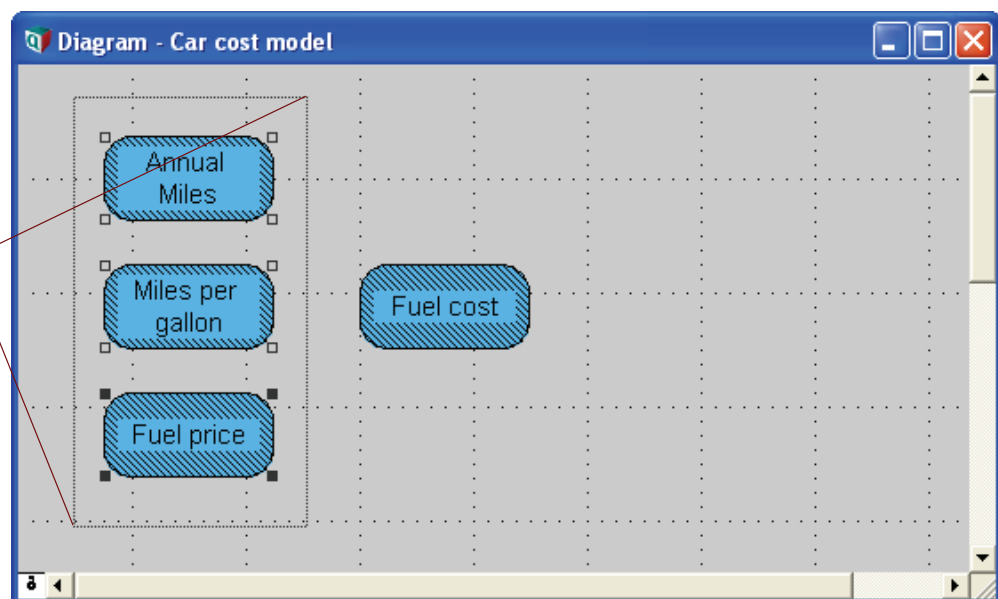 Diagram - Car cost model
Annual
Miles
Miles per
gallon
Fuel cost
Fuel price